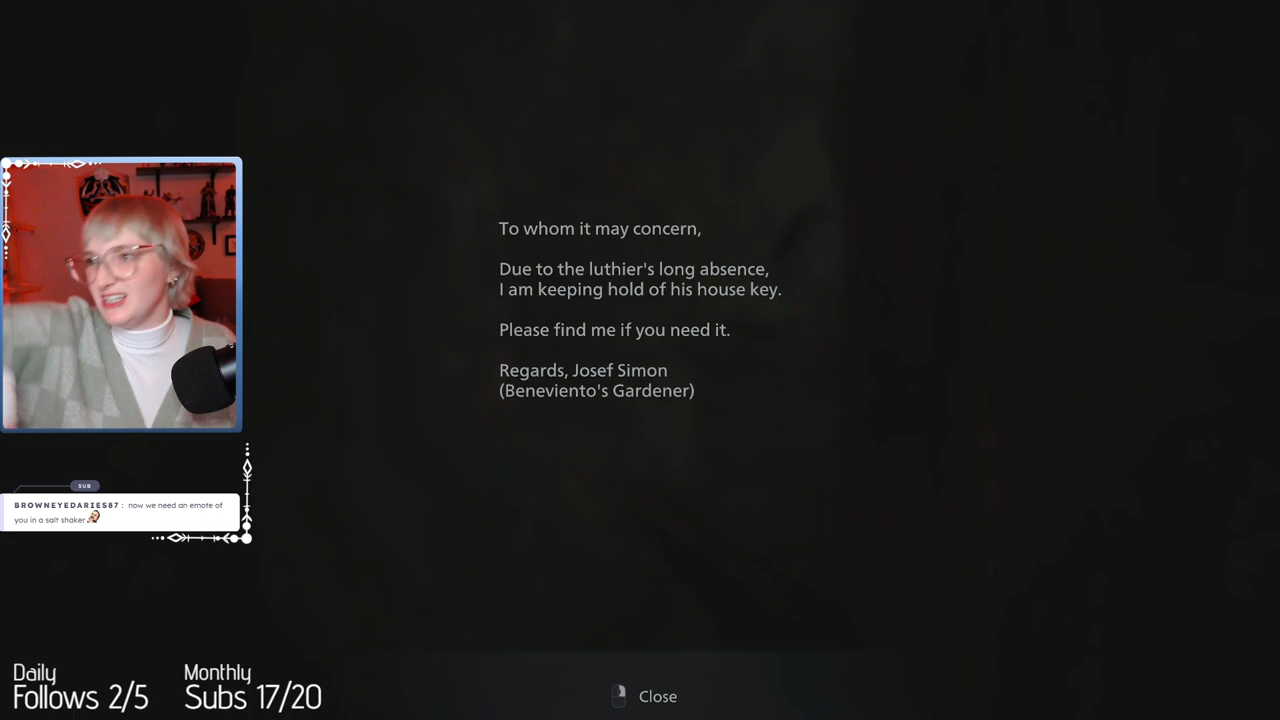 To whom it may concern,
Due to the luthier's long absence,
I am keeping hold of his house key.
Please find me if you need it.
Regards, Josef Simon
(Beneviento's Gardener)
SUB
BROWNEYEDARIES87 : now we need an emote of
you in a salt shaker
Daily
Follows 2/5
Monthly
Subs 17/20
Close